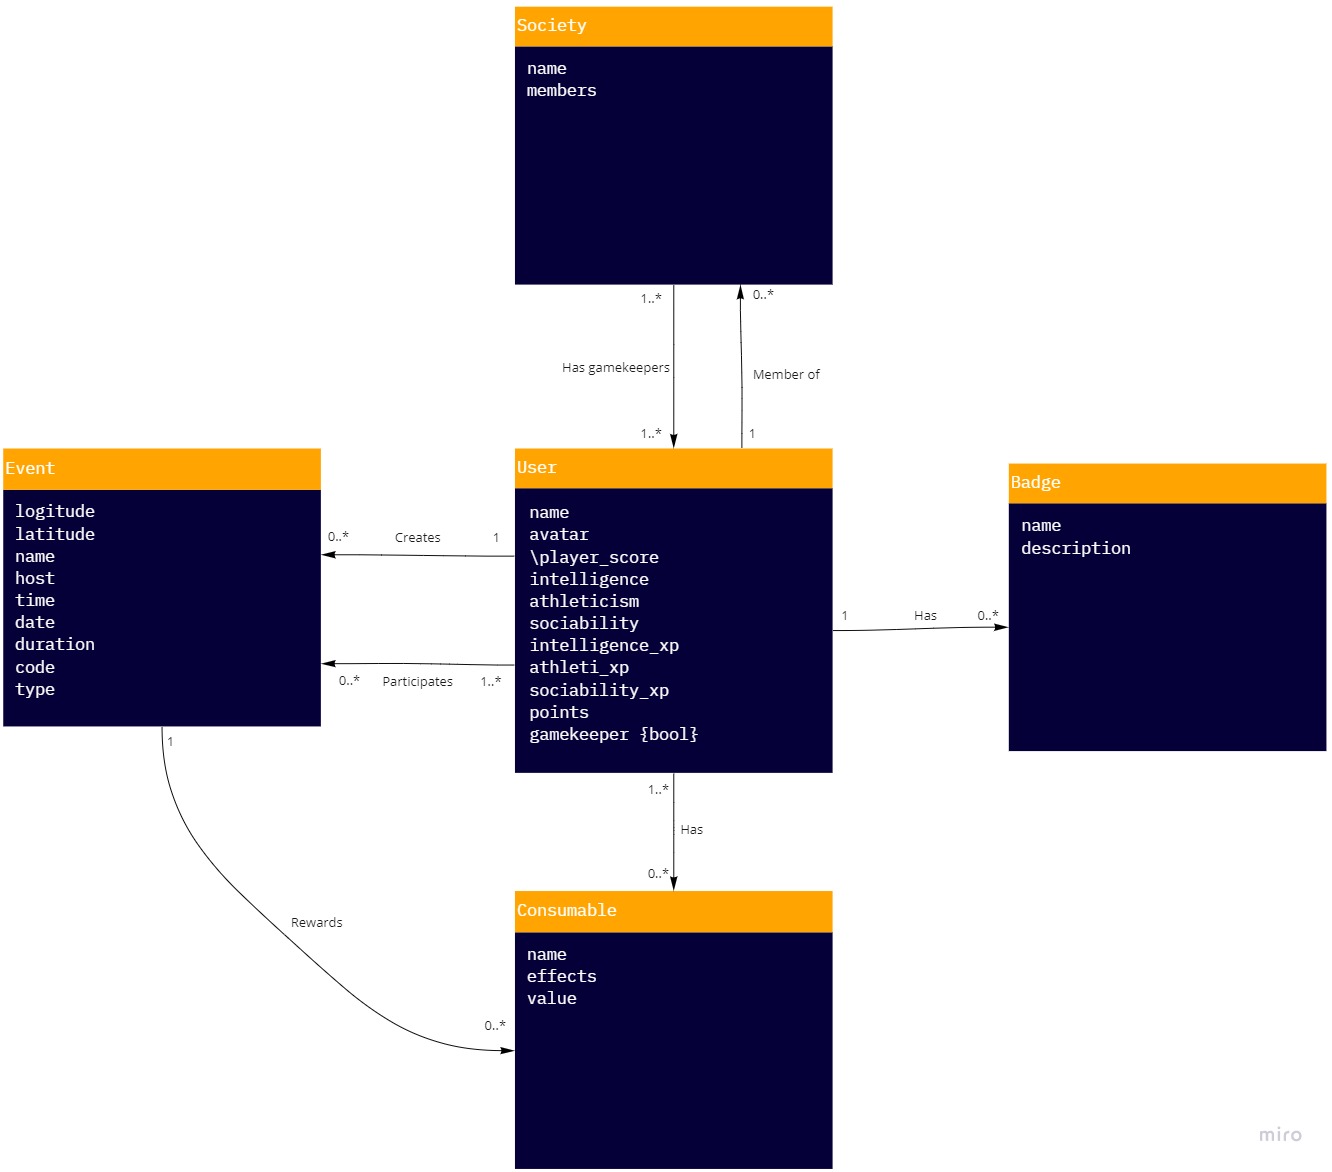 Society
name
members
1..*
0..*
Has gamekeepers
Member of
1..*
1
Event
logitude
latitude
name
host
time
date
duration
code
type
0..*
Creates
1
0..*
Participates
1..*
User
name
avatar
\player_score
intelligence
athleticism
sociability
intelligence_xp
athleti_xp
sociability_xp
points
gamekeeper {bool}
1
Has
0..*
Badge
name
description
1
Rewards
0..*
1..*
Has
0..*
Consumable
name
effects
value
miro